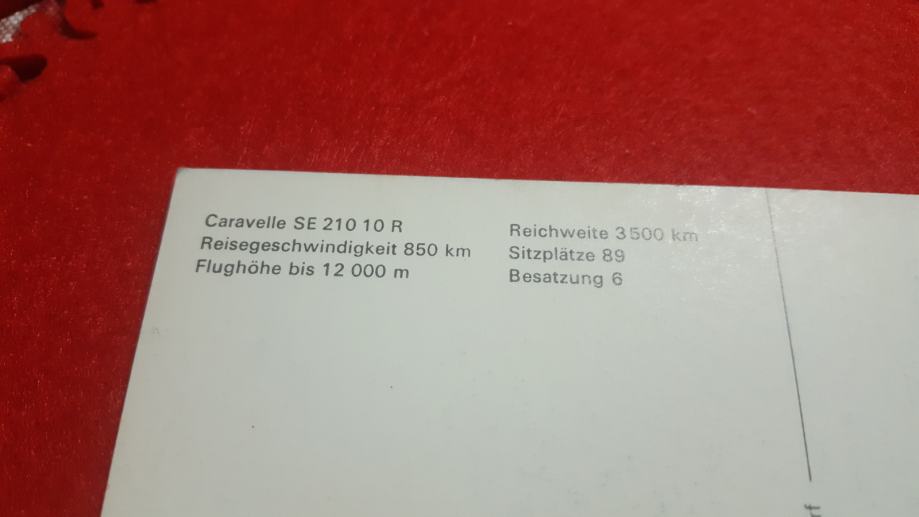 Caravelle SE 210 10 R
Reisegeschwindigkeit 850 km
Flughöhe bis 12 000 m
Reichweite 3500 km
Sitzplätze 89
Besatzung 6